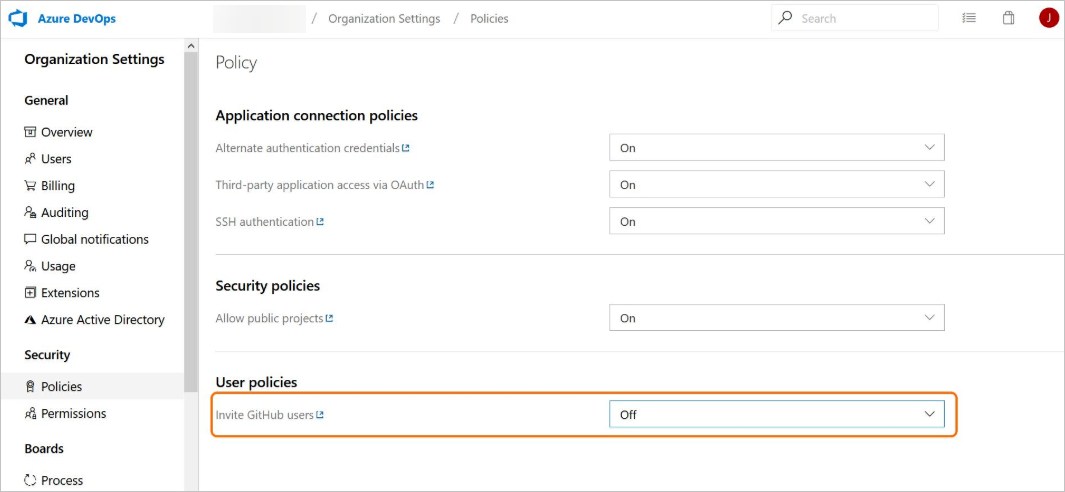 Azure DevOps / Organization Settings / Policies Search J
Organization Settings
General
Overview
Users
Billing
Auditing
Global notifications
Usage
Extensions
Azure Active Directory
Security
Policies
Permissions
Boards
Process
Policy
Application connection policies
Alternate authentication credentials On
Third-party application access via OAuth On
SSH authentication On
Security policies
Allow public projects On
User policies
Invite GitHub users Off